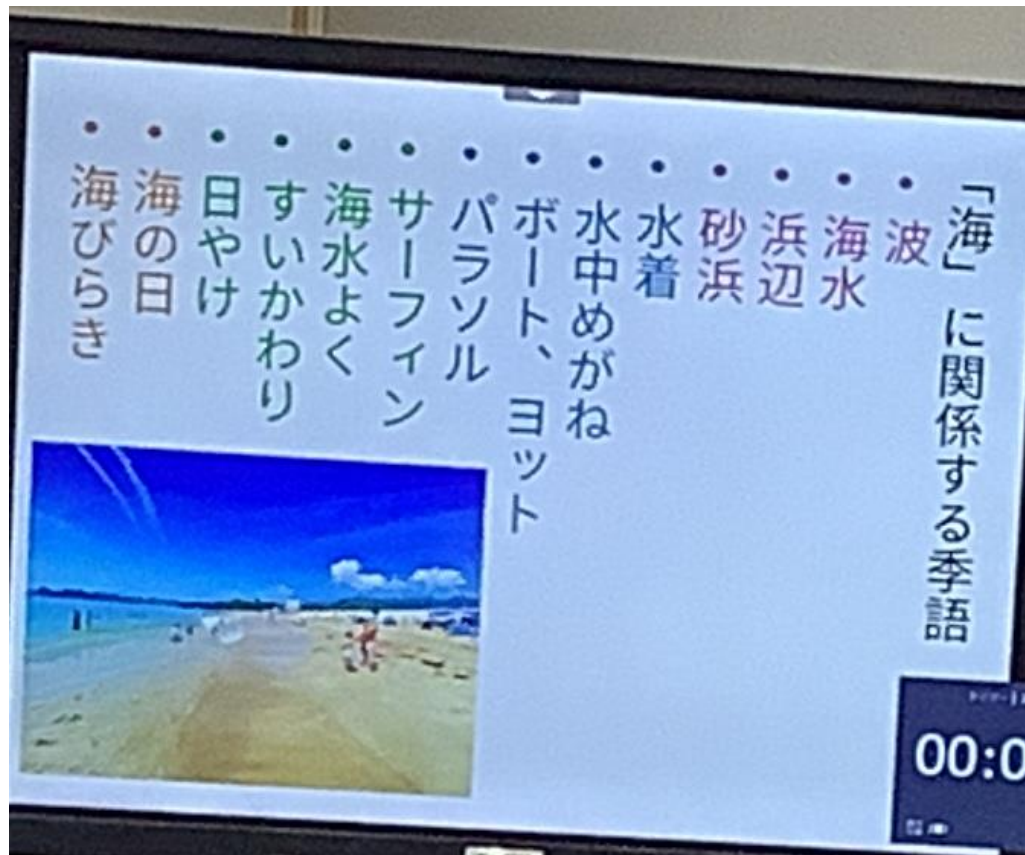 「海」に関係する季語
・波
・海水
・浜辺
・砂浜
・水着
・水中めがね
・ボート、ヨット
・パラソル
・サーフィン
・海水よく
・すいかわり
・日やけ
・海の日
・海びらき
00:0